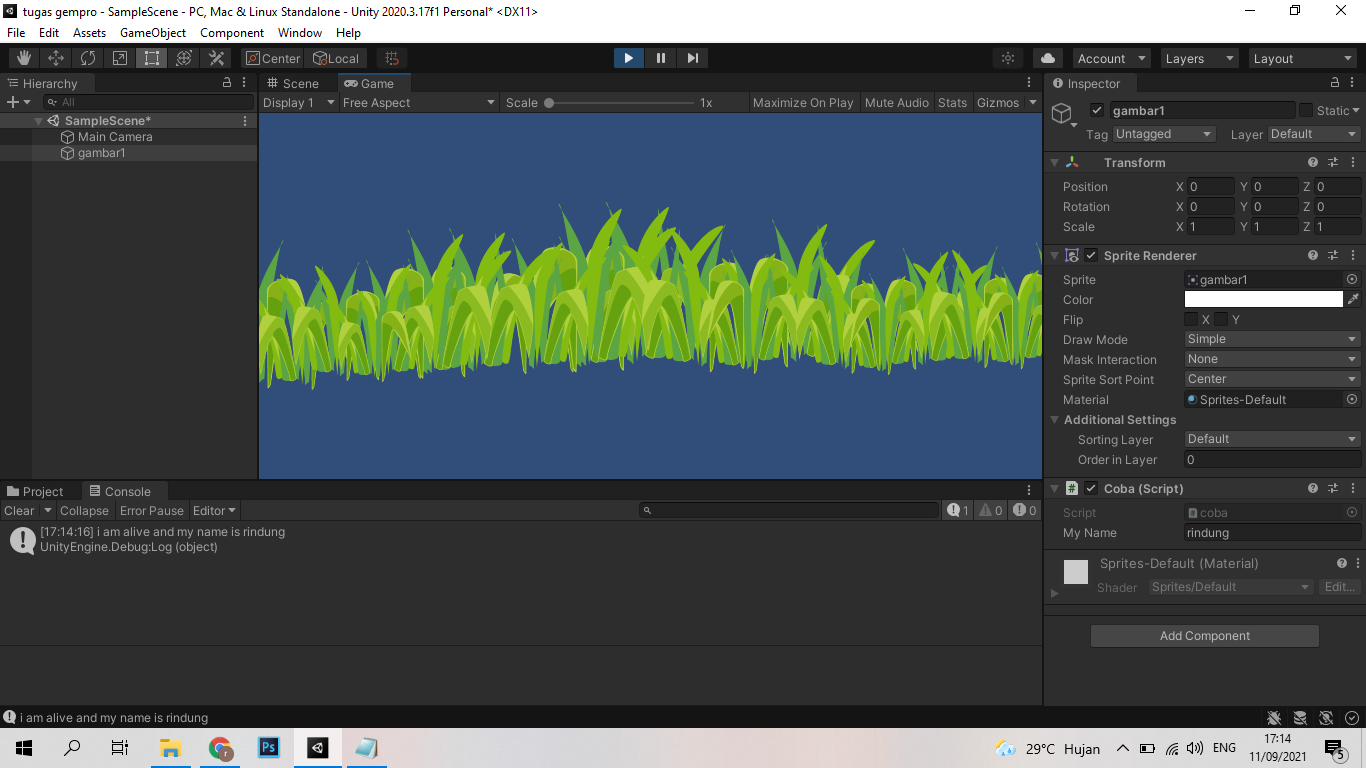 tugas gempro - SampleScene - PC, Mac & Linux Standalone - Unity 2020.3.17f1 Personal* <DX11>
File Edit Assets GameObject Component Window Help
Center Local Account Layers Layout
Hierarchy
All
SampleScene*
Main Camera
gambar1
Scene Game
Display 1 Free Aspect Scale 1x Maximize On Play Mute Audio Stats Gizmos
Inspector
gambar1 Static
Tag Untagged Layer Default
Transform
Position X 0 Y 0 Z 0
Rotation X 0 Y 0 Z 0
Scale X 1 Y 1 Z 1
Sprite Renderer
Sprite gambar1
Color
Flip X Y
Draw Mode Simple
Mask Interaction None
Sprite Sort Point Center
Material Sprites-Default
Additional Settings
Sorting Layer Default
Order in Layer 0
Coba (Script)
Script coba
My Name rindung
Sprites-Default (Material)
Shader Sprites/Default Edit...
Add Component
Project Console
Clear Collapse Error Pause Editor 1 0 0
[17:14:16] i am alive and my name is rindung
UnityEngine.Debug:Log (object)
i am alive and my name is rindung
Ps r 29°C Hujan ENG 17:14
11/09/2021 5